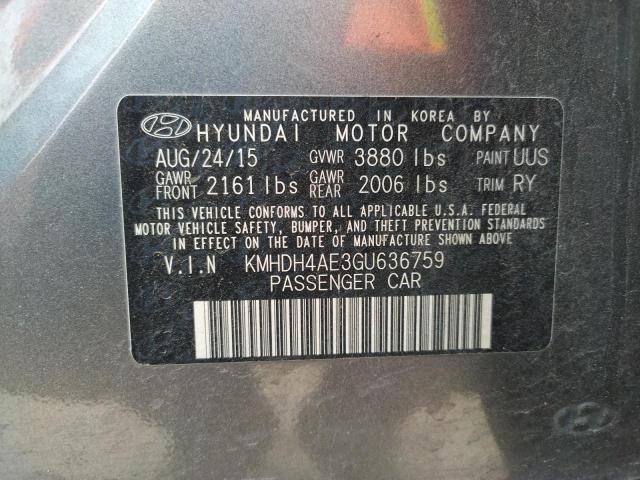 MANUFACTURED IN KOREA BY
HYUNDAI MOTOR COMPANY
AUG/24/15 GVWR 3880 lbs PAINT UUS
GAWR FRONT 2161 lbs GAWR REAR 2006 lbs TRIM RY
THIS VEHICLE CONFORMS TO ALL APPLICABLE U.S.A. FEDERAL
MOTOR VEHICLE SAFETY, BUMPER, AND THEFT PREVENTION STANDARDS
IN EFFECT ON THE DATE OF MANUFACTURE SHOWN ABOVE.
V.I.N KMHDH4AE3GU636759
PASSENGER CAR